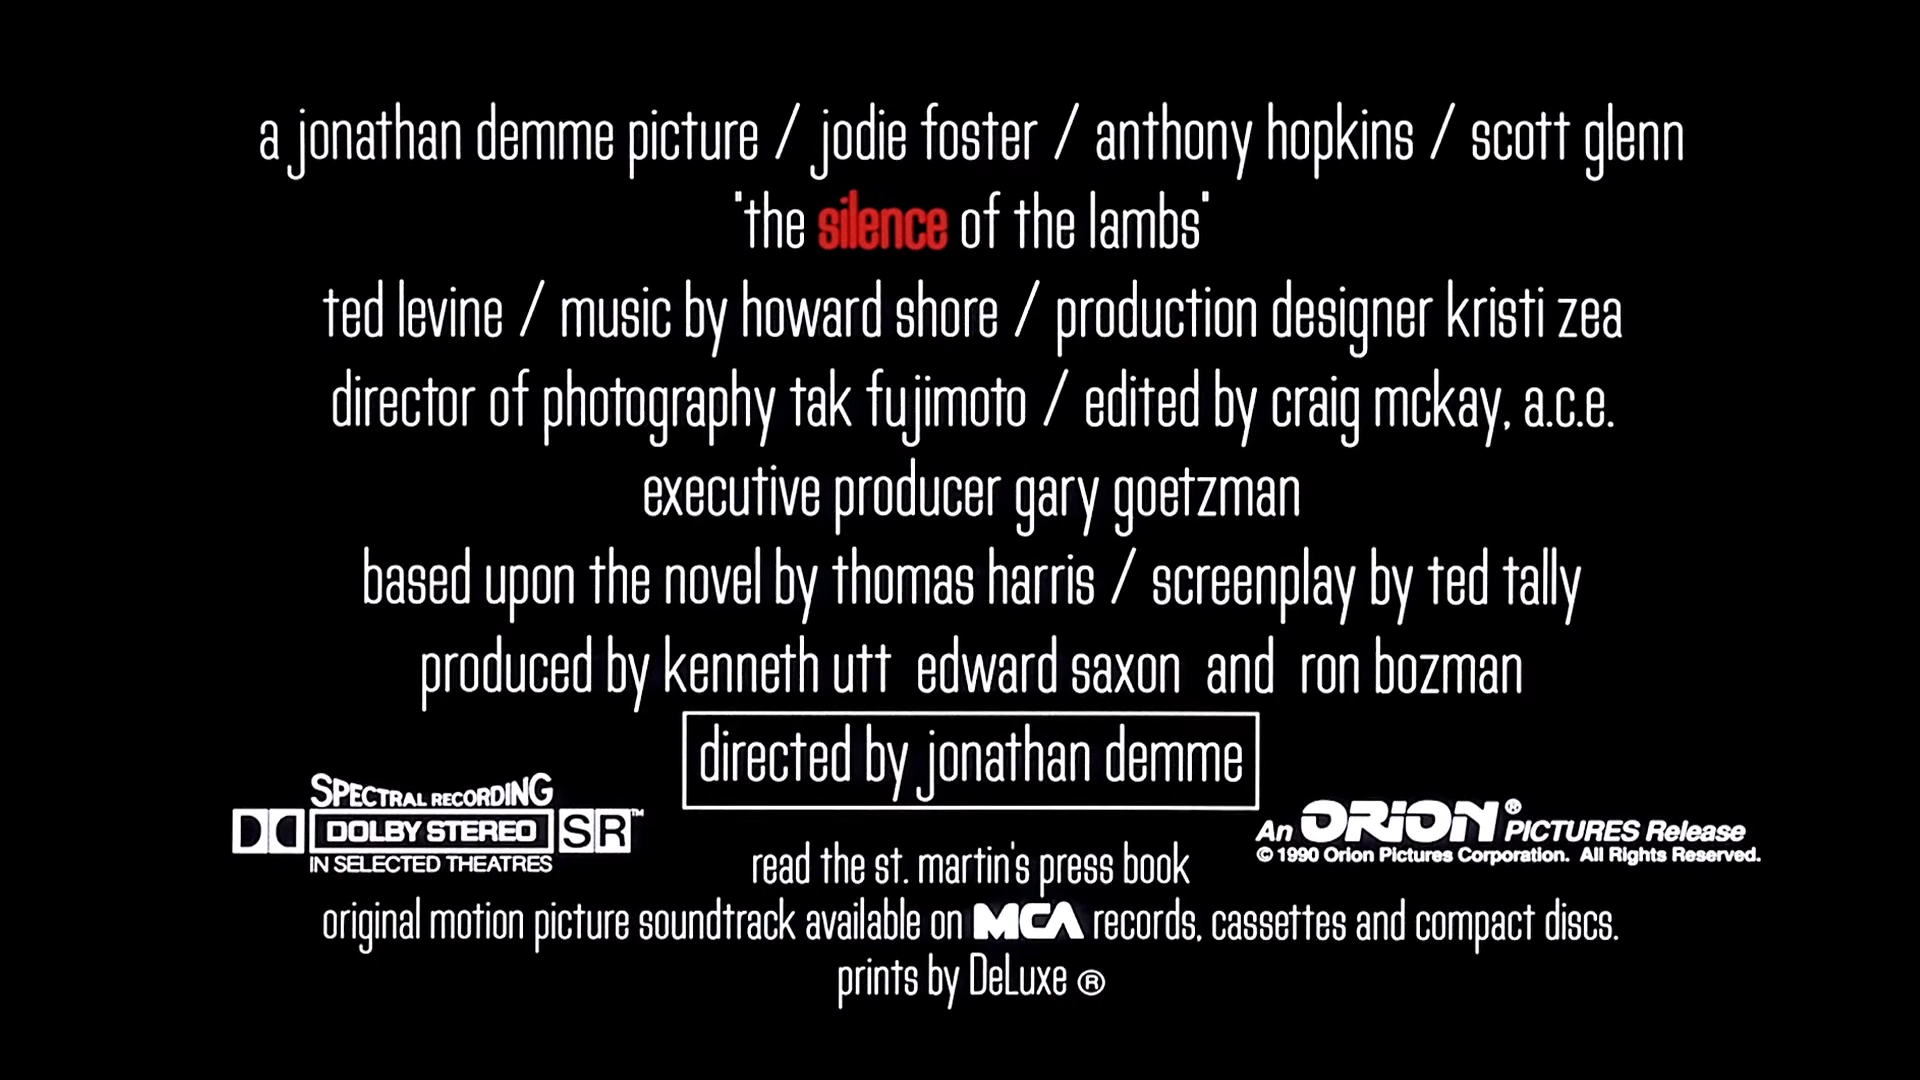 a jonathan demme picture / jodie foster / anthony hopkins / scott glenn
"the silence of the lambs"
ted levine / music by howard shore / production designer kristi zea
director of photography tak fujimoto / edited by craig mckay, a.c.e.
executive producer gary goetzman
based upon the novel by thomas harris / screenplay by ted tally
produced by kenneth utt edward saxon and ron bozman
directed by jonathan demme
SPECTRAL RECORDING
DOLBY STEREO SR™
IN SELECTED THEATRES
An ORION® PICTURES Release
© 1990 Orion Pictures Corporation. All Rights Reserved.
read the st. martin's press book
original motion picture soundtrack available on MCA records, cassettes and compact discs.
prints by DeLuxe ®